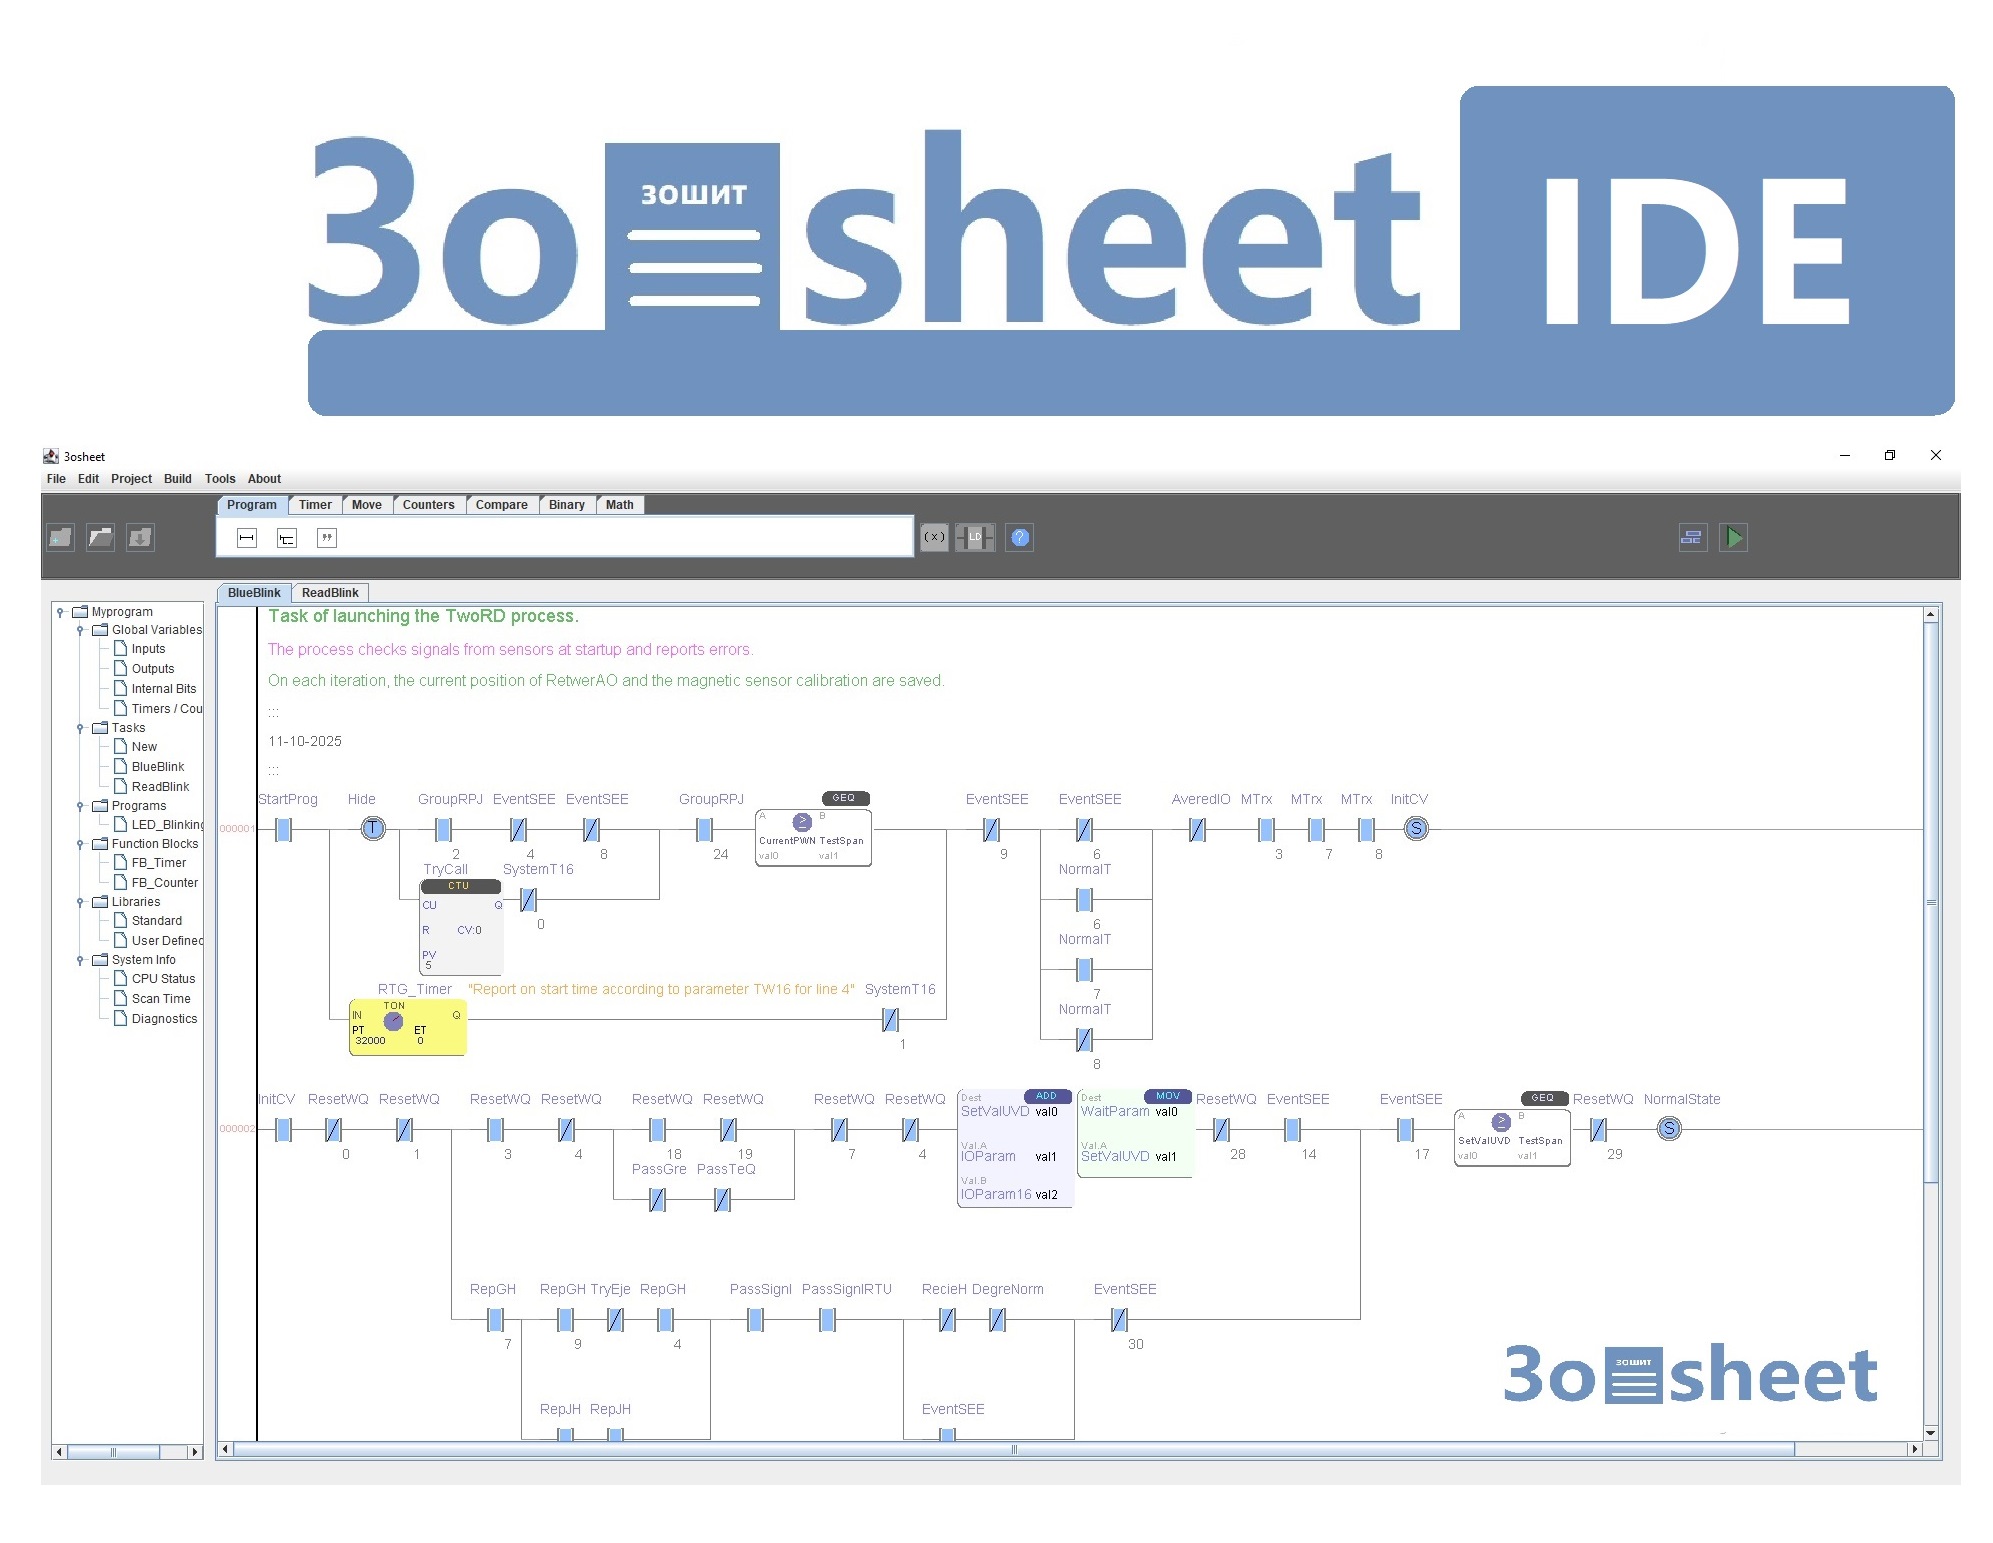 3o зошит sheet IDE
3osheet
File Edit Project Build Tools About
Program Timer Move Counters Compare Binary Math
(x) LD ?
BlueBlink ReadBlink
Myprogram
Global Variables
Inputs
Outputs
Internal Bits
Timers / Cou
Tasks
New
BlueBlink
ReadBlink
Programs
LED_Blinking
Function Blocks
FB_Timer
FB_Counter
Libraries
Standard
User Defined
System Info
CPU Status
Scan Time
Diagnostics
Task of launching the TwoRD process.
The process checks signals from sensors at startup and reports errors.
On each iteration, the current position of RetwerAO and the magnetic sensor calibration are saved.
:::
11-10-2025
:::
StartProg Hide GroupRPJ EventSEE EventSEE GroupRPJ GEQ EventSEE EventSEE AveredIO MTrx MTrx MTrx InitCV
000001 T A ≥ B S
CurrentPWN TestSpan
2 4 8 24 val0 val1 9 6 3 7 8
TryCall SystemT16 NormalT
CTU
CU Q
0 6
R CV:0
NormalT
PV
5
7
RTG_Timer "Report on start time according to parameter TW16 for line 4" SystemT16
TON
NormalT
IN Q
PT ET
32000 0
1
8
InitCV ResetWQ ResetWQ ResetWQ ResetWQ ResetWQ ResetWQ ResetWQ ResetWQ Dest ADD Dest MOV ResetWQ EventSEE EventSEE GEQ ResetWQ NormalState
SetValUVD val0 WaitParam val0
000002 A ≥ B S
Val.A Val.A SetValUVD TestSpan
0 1 3 4 18 19 7 4 IOParam val1 SetValUVD val1 28 14 17 val0 val1 29
PassGre PassTeQ
Val.B
IOParam16 val2
RepGH RepGH TryEje RepGH PassSignI PassSignIRTU RecieH DegreNorm EventSEE
7 9 4 30
RepJH RepJH EventSEE
3o зошит sheet